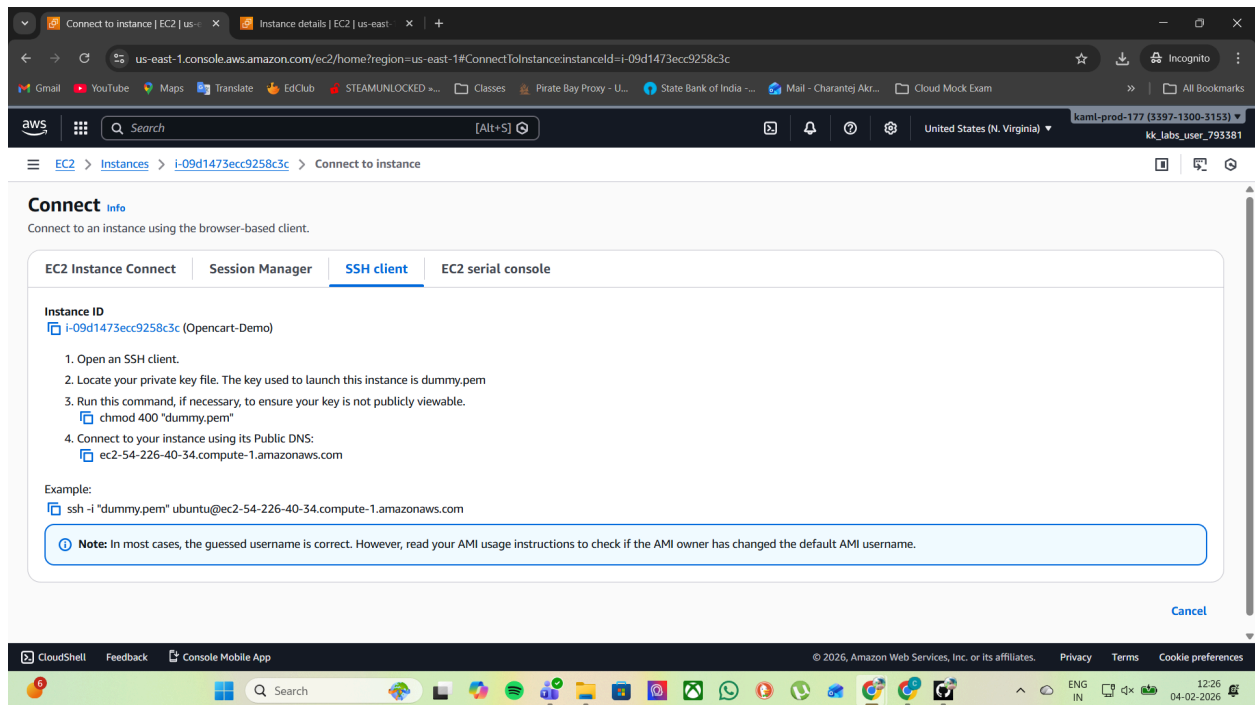 Connect to instance | EC2 | us-e
Instance details | EC2 | us-east-
us-east-1.console.aws.amazon.com/ec2/home?region=us-east-1#ConnectToInstance:instanceId=i-09d1473ecc9258c3c
Incognito
Gmail YouTube Maps Translate EdClub STEAMUNLOCKED »... Classes Pirate Bay Proxy - U... State Bank of India -... Mail - Charantej Akr... Cloud Mock Exam » All Bookmarks
aws Search [Alt+S] United States (N. Virginia) ▼ kaml-prod-177 (3397-1300-3153) ▼
kk_labs_user_793381
EC2 > Instances > i-09d1473ecc9258c3c > Connect to instance
Connect Info
Connect to an instance using the browser-based client.
EC2 Instance Connect Session Manager SSH client EC2 serial console
Instance ID
i-09d1473ecc9258c3c (Opencart-Demo)
1. Open an SSH client.
2. Locate your private key file. The key used to launch this instance is dummy.pem
3. Run this command, if necessary, to ensure your key is not publicly viewable.
chmod 400 "dummy.pem"
4. Connect to your instance using its Public DNS:
ec2-54-226-40-34.compute-1.amazonaws.com
Example:
ssh -i "dummy.pem" ubuntu@ec2-54-226-40-34.compute-1.amazonaws.com
Note: In most cases, the guessed username is correct. However, read your AMI usage instructions to check if the AMI owner has changed the default AMI username.
Cancel
CloudShell Feedback Console Mobile App © 2026, Amazon Web Services, Inc. or its affiliates. Privacy Terms Cookie preferences
6 Search ENG 12:26
IN 04-02-2026